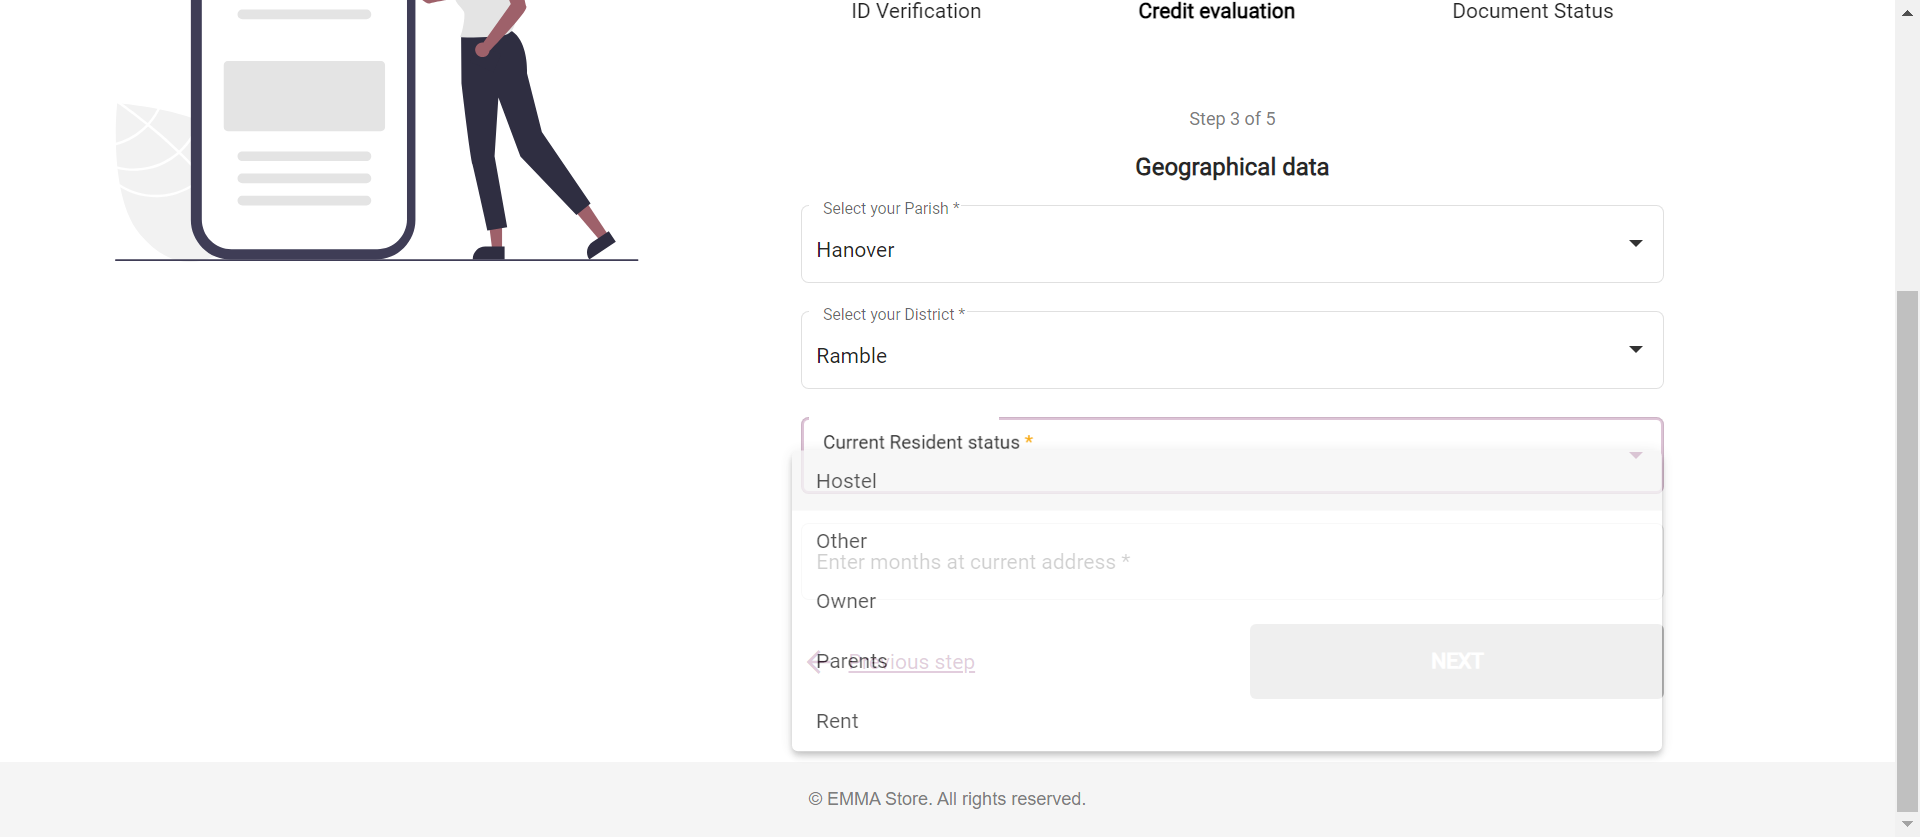 ID Verification
Credit evaluation
Document Status
Step 3 of 5
Geographical data
Select your Parish *
Hanover
Select your District *
Ramble
Current Resident status *
Hostel
Other
Enter months at current address *
Owner
Parents
Previous step
NEXT
Rent
© EMMA Store. All rights reserved.